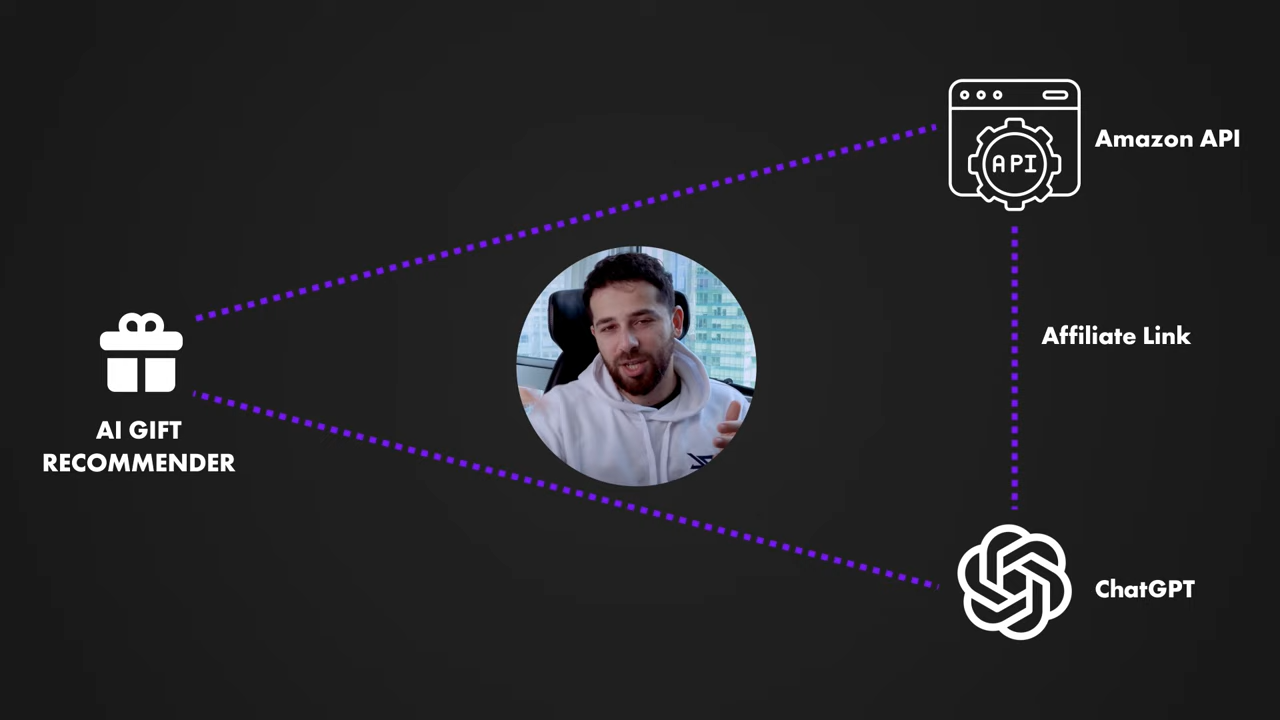 Amazon API
API
Affiliate Link
AI GIFT
RECOMMENDER
ChatGPT